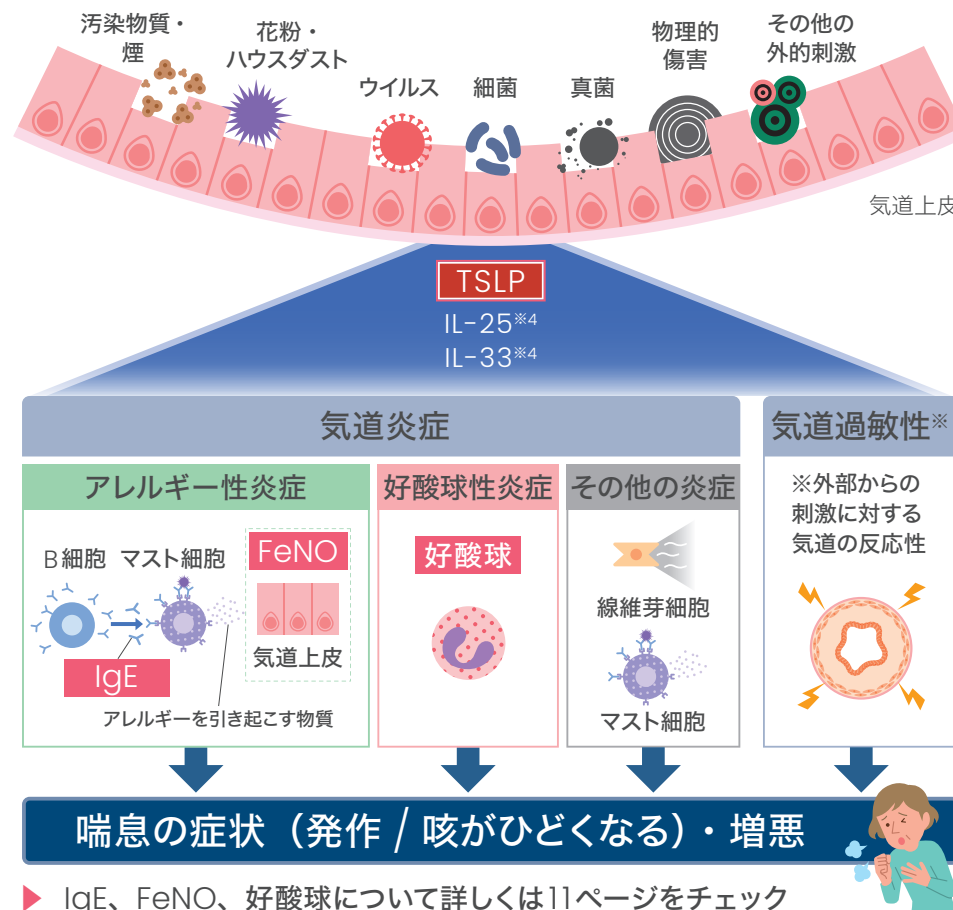 汚染物質・
煙
花粉・
ハウスダスト
ウイルス
細菌
真菌
物理的
傷害
その他の
外的刺激
気道上皮
TSLP
IL-25※4
IL-33※4
気道炎症
気道過敏性※
アレルギー性炎症
好酸球性炎症
その他の炎症
※外部からの
刺激に対する
気道の反応性
B細胞
マスト細胞
FeNO
気道上皮
IgE
アレルギーを引き起こす物質
好酸球
線維芽細胞
マスト細胞
喘息の症状（発作 / 咳がひどくなる）・増悪
▶ IgE、FeNO、好酸球について詳しくは11ページをチェック